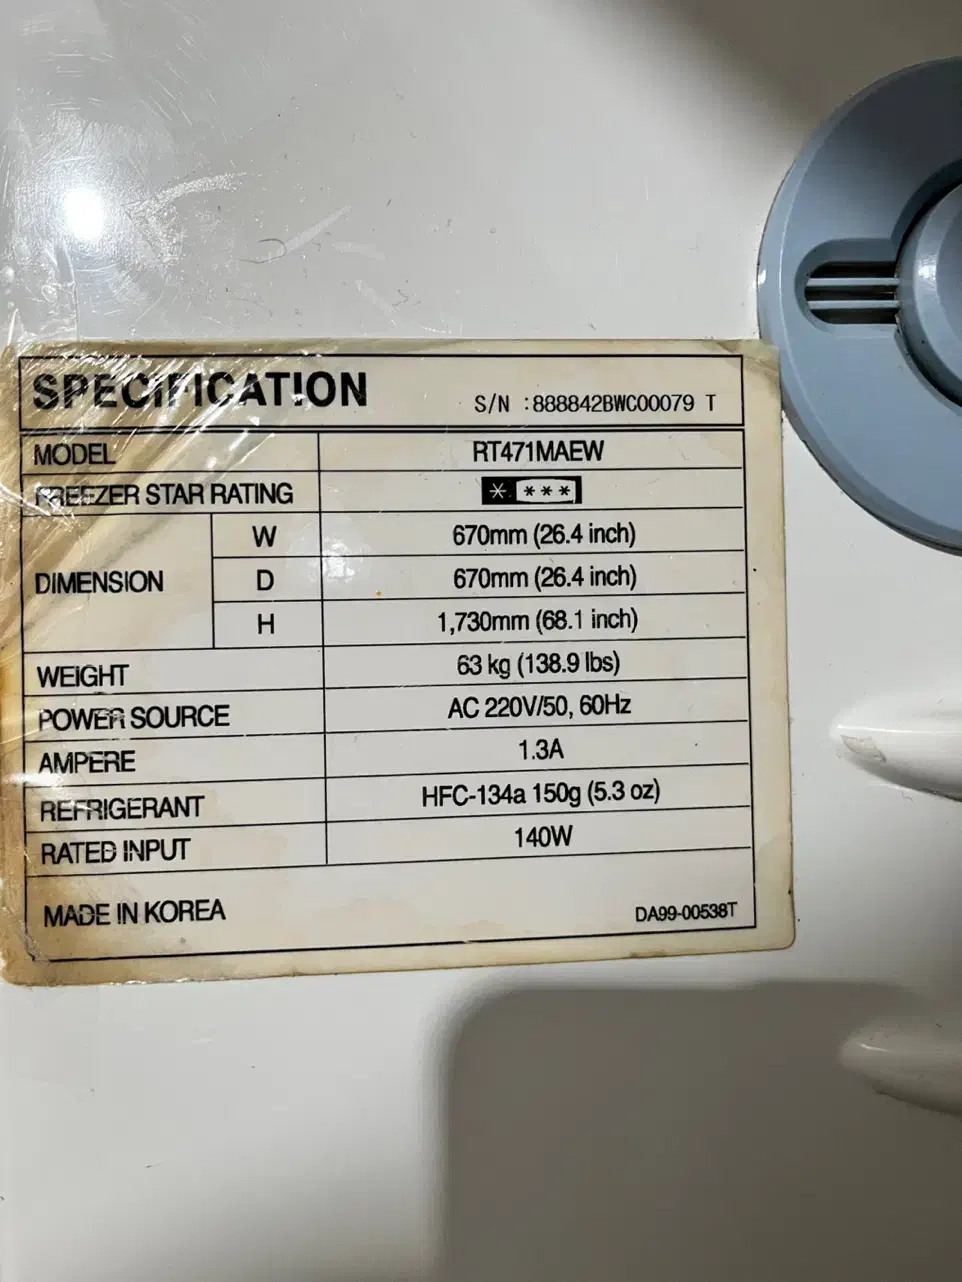 SPECIFICATION
S/N :888842BWC00079 T
MODEL RT471MAEW
FREEZER STAR RATING * ***
DIMENSION
W 670mm (26.4 inch)
D 670mm (26.4 inch)
H 1,730mm (68.1 inch)
WEIGHT 63 kg (138.9 lbs)
POWER SOURCE AC 220V/50, 60Hz
AMPERE 1.3A
REFRIGERANT HFC-134a 150g (5.3 oz)
RATED INPUT 140W
MADE IN KOREA DA99-00538T